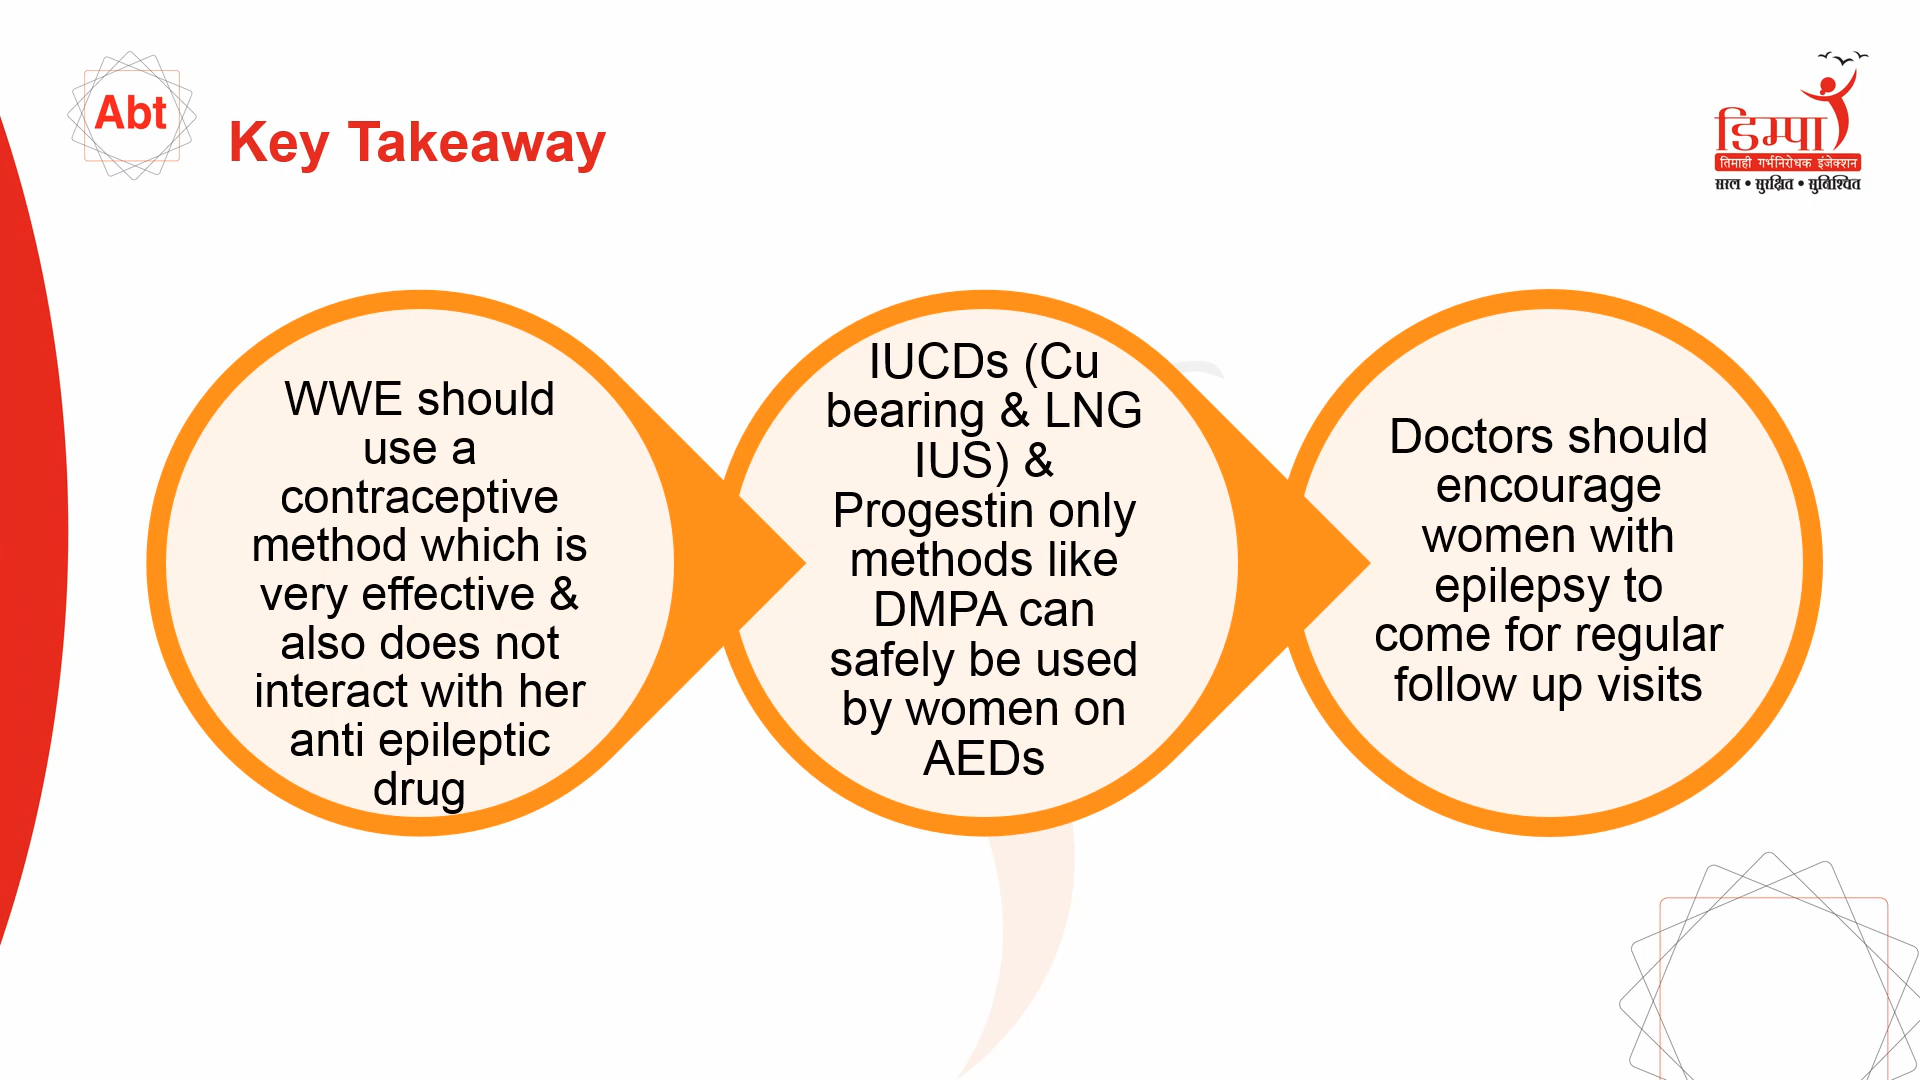 Abt
Key Takeaway
डिम्पा
तिमाही गर्भनिरोधक इंजेक्शन
सरल • सुरक्षित • सुनिश्चित
WWE should
use a
contraceptive
method which is
very effective &
also does not
interact with her
anti epileptic
drug
IUCDs (Cu
bearing & LNG
IUS) &
Progestin only
methods like
DMPA can
safely be used
by women on
AEDs
Doctors should
encourage
women with
epilepsy to
come for regular
follow up visits